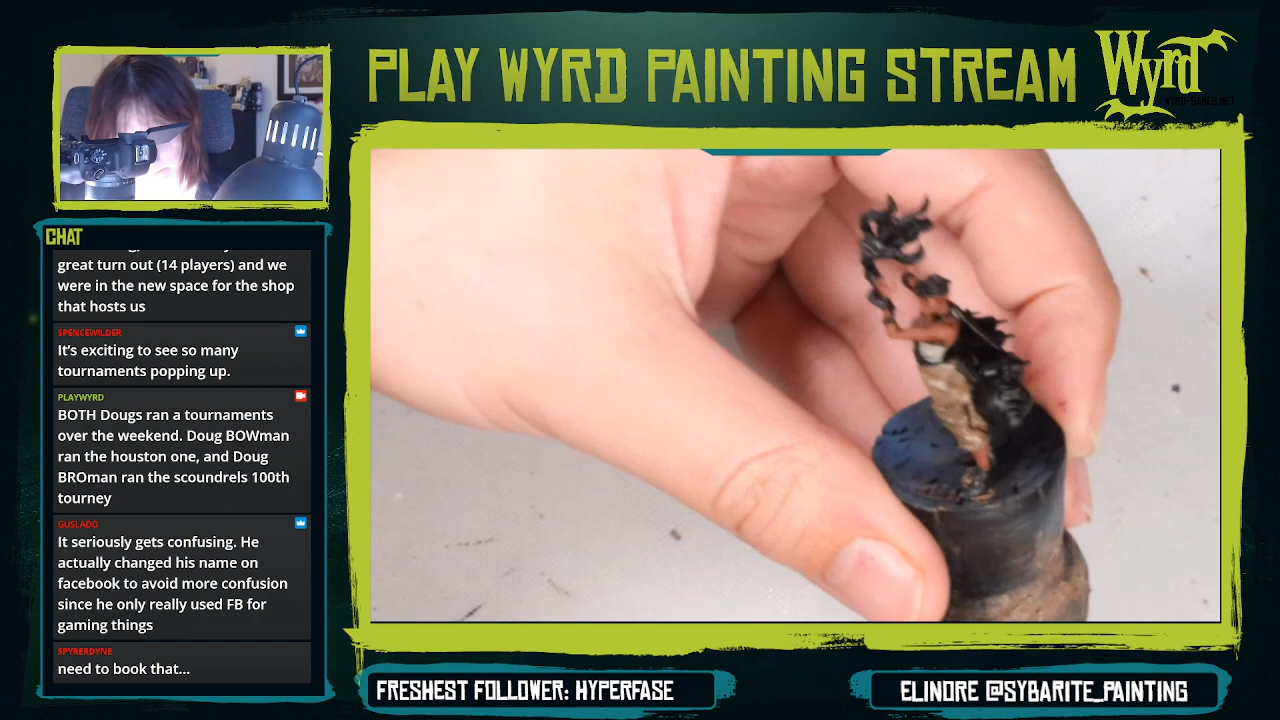 PLAY WYRD PAINTING STREAM
Wyrd
CHAT
great turn out (14 players) and we
were in the new space for the shop
that hosts us
SPENCEWILDER
It's exciting to see so many
tournaments popping up.
PLAYWYRD
BOTH Dougs ran a tournaments
over the weekend. Doug BOWman
ran the houston one, and Doug
BROman ran the scoundrels 100th
tourney
GUSLADO
It seriously gets confusing. He
actually changed his name on
facebook to avoid more confusion
since he only really used FB for
gaming things
SPYRERDYNE
need to book that...
FRESHEST FOLLOWER: HYPERFASE
ELINORE @SYBARITE_PAINTING